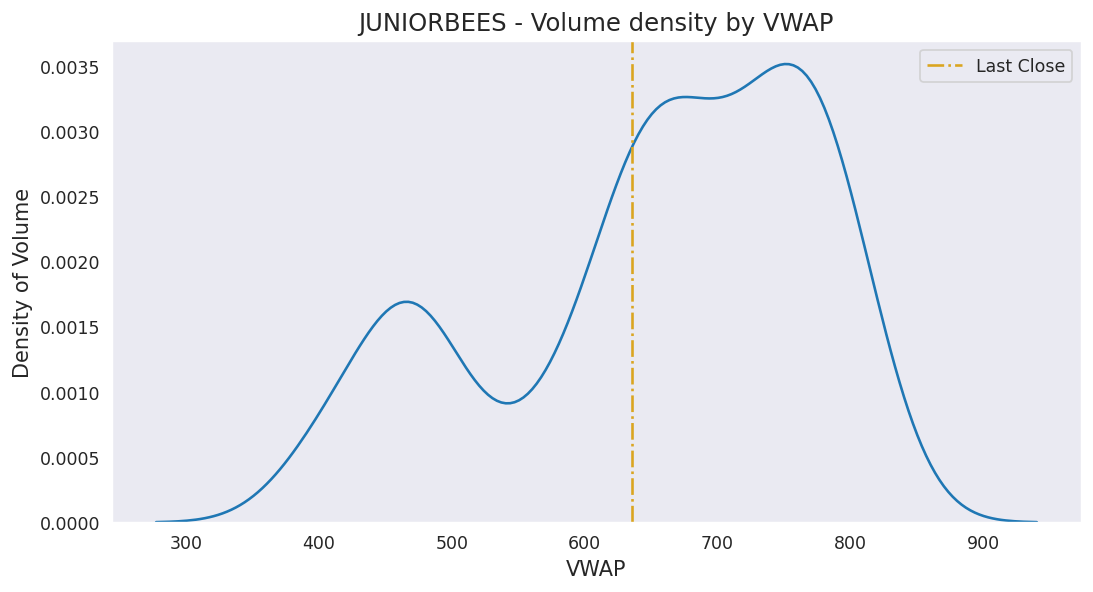 JUNIORBEES - Volume density by VWAP
Last Close
Density of Volume
0.0035
0.0030
0.0025
0.0020
0.0015
0.0010
0.0005
0.0000
300 400 500 600 700 800 900
VWAP